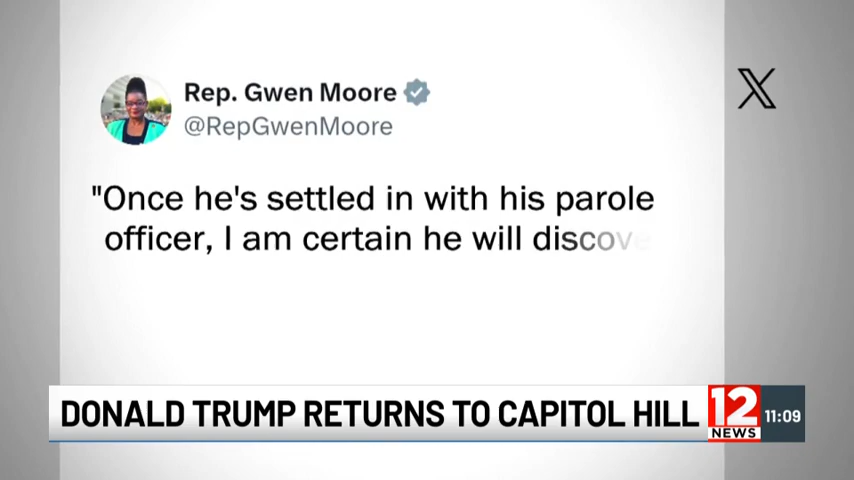 Rep. Gwen Moore
@RepGwenMoore
X
"Once he's settled in with his parole
officer, I am certain he will discove
DONALD TRUMP RETURNS TO CAPITOL HILL
12
NEWS
11:09